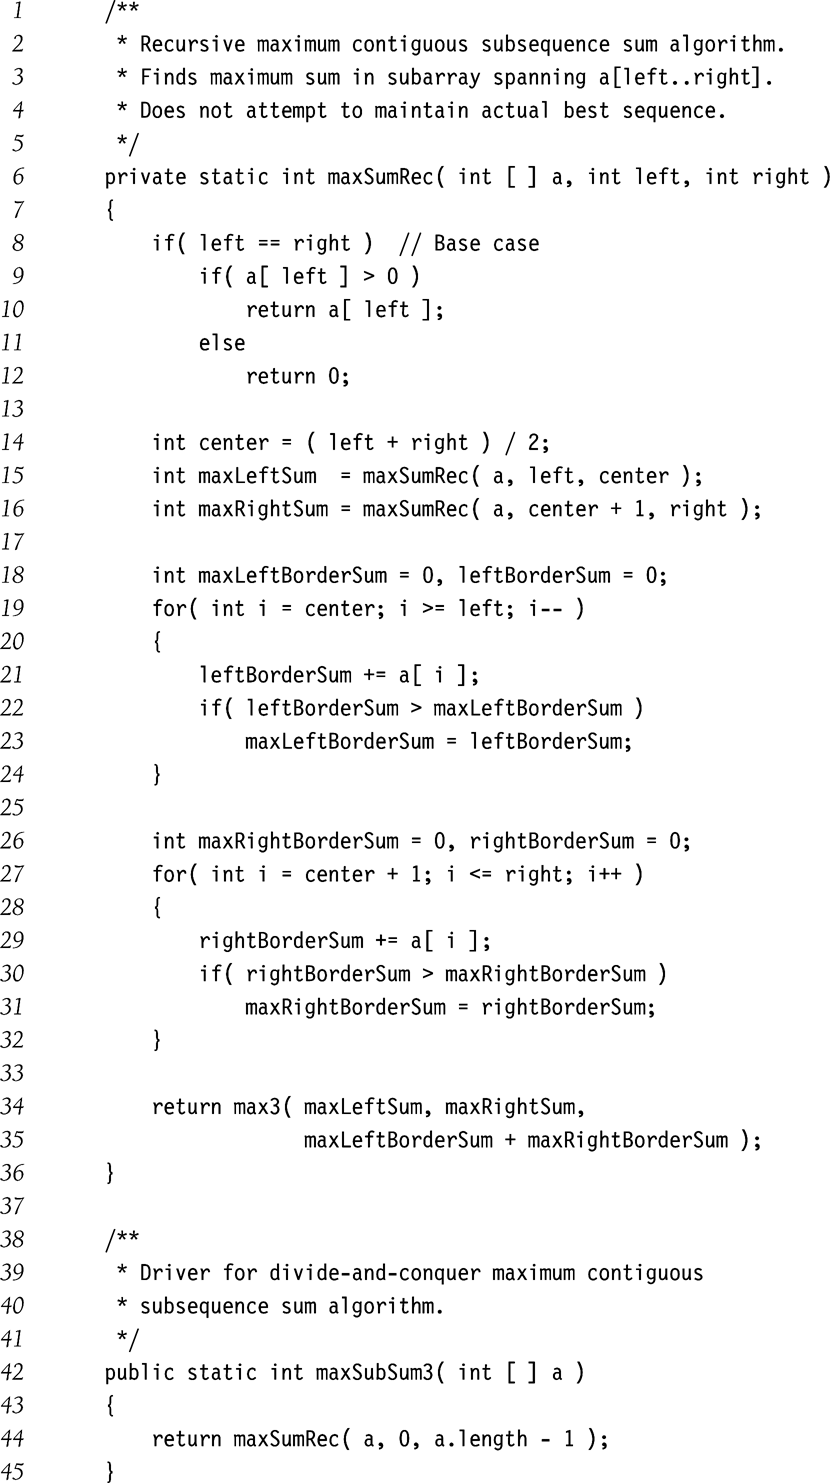 1 /**
2 * Recursive maximum contiguous subsequence sum algorithm.
3 * Finds maximum sum in subarray spanning a[left..right].
4 * Does not attempt to maintain actual best sequence.
5 */
6 private static int maxSumRec( int [ ] a, int left, int right )
7 {
8 if( left == right ) // Base case
9 if( a[ left ] > 0 )
10 return a[ left ];
11 else
12 return 0;
13
14 int center = ( left + right ) / 2;
15 int maxLeftSum = maxSumRec( a, left, center );
16 int maxRightSum = maxSumRec( a, center + 1, right );
17
18 int maxLeftBorderSum = 0, leftBorderSum = 0;
19 for( int i = center; i >= left; i-- )
20 {
21 leftBorderSum += a[ i ];
22 if( leftBorderSum > maxLeftBorderSum )
23 maxLeftBorderSum = leftBorderSum;
24 }
25
26 int maxRightBorderSum = 0, rightBorderSum = 0;
27 for( int i = center + 1; i <= right; i++ )
28 {
29 rightBorderSum += a[ i ];
30 if( rightBorderSum > maxRightBorderSum )
31 maxRightBorderSum = rightBorderSum;
32 }
33
34 return max3( maxLeftSum, maxRightSum,
35 maxLeftBorderSum + maxRightBorderSum );
36 }
37
38 /**
39 * Driver for divide-and-conquer maximum contiguous
40 * subsequence sum algorithm.
41 */
42 public static int maxSubSum3( int [ ] a )
43 {
44 return maxSumRec( a, 0, a.length - 1 );
45 }